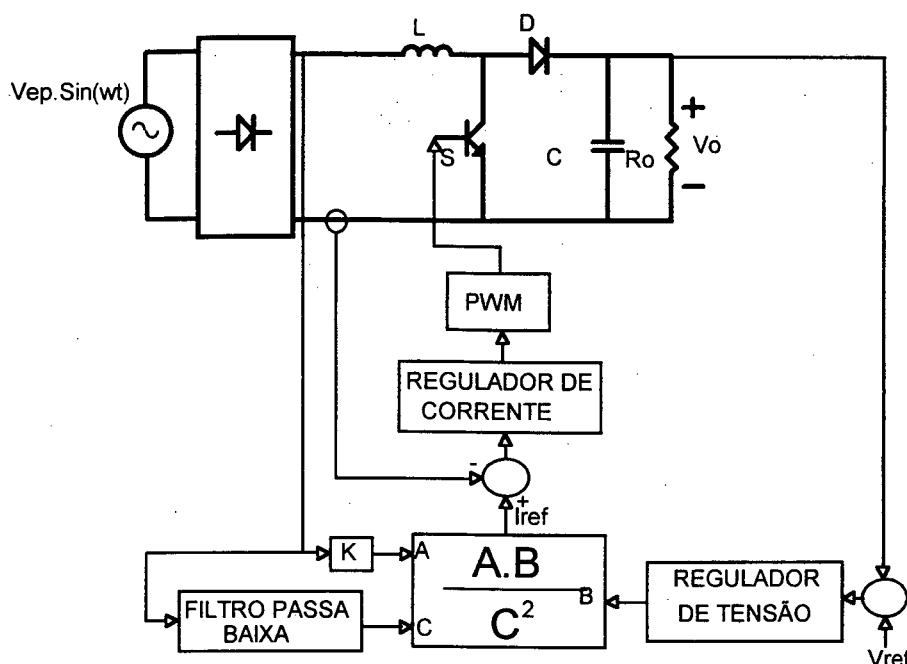 L
D
Vep.Sin(wt)
S
C
Ro
+
Vo
−
PWM
REGULADOR DE
CORRENTE
-
+
Iref
K
A
A.B
C²
B
C
FILTRO PASSA
BAIXA
REGULADOR
DE TENSÃO
Vref